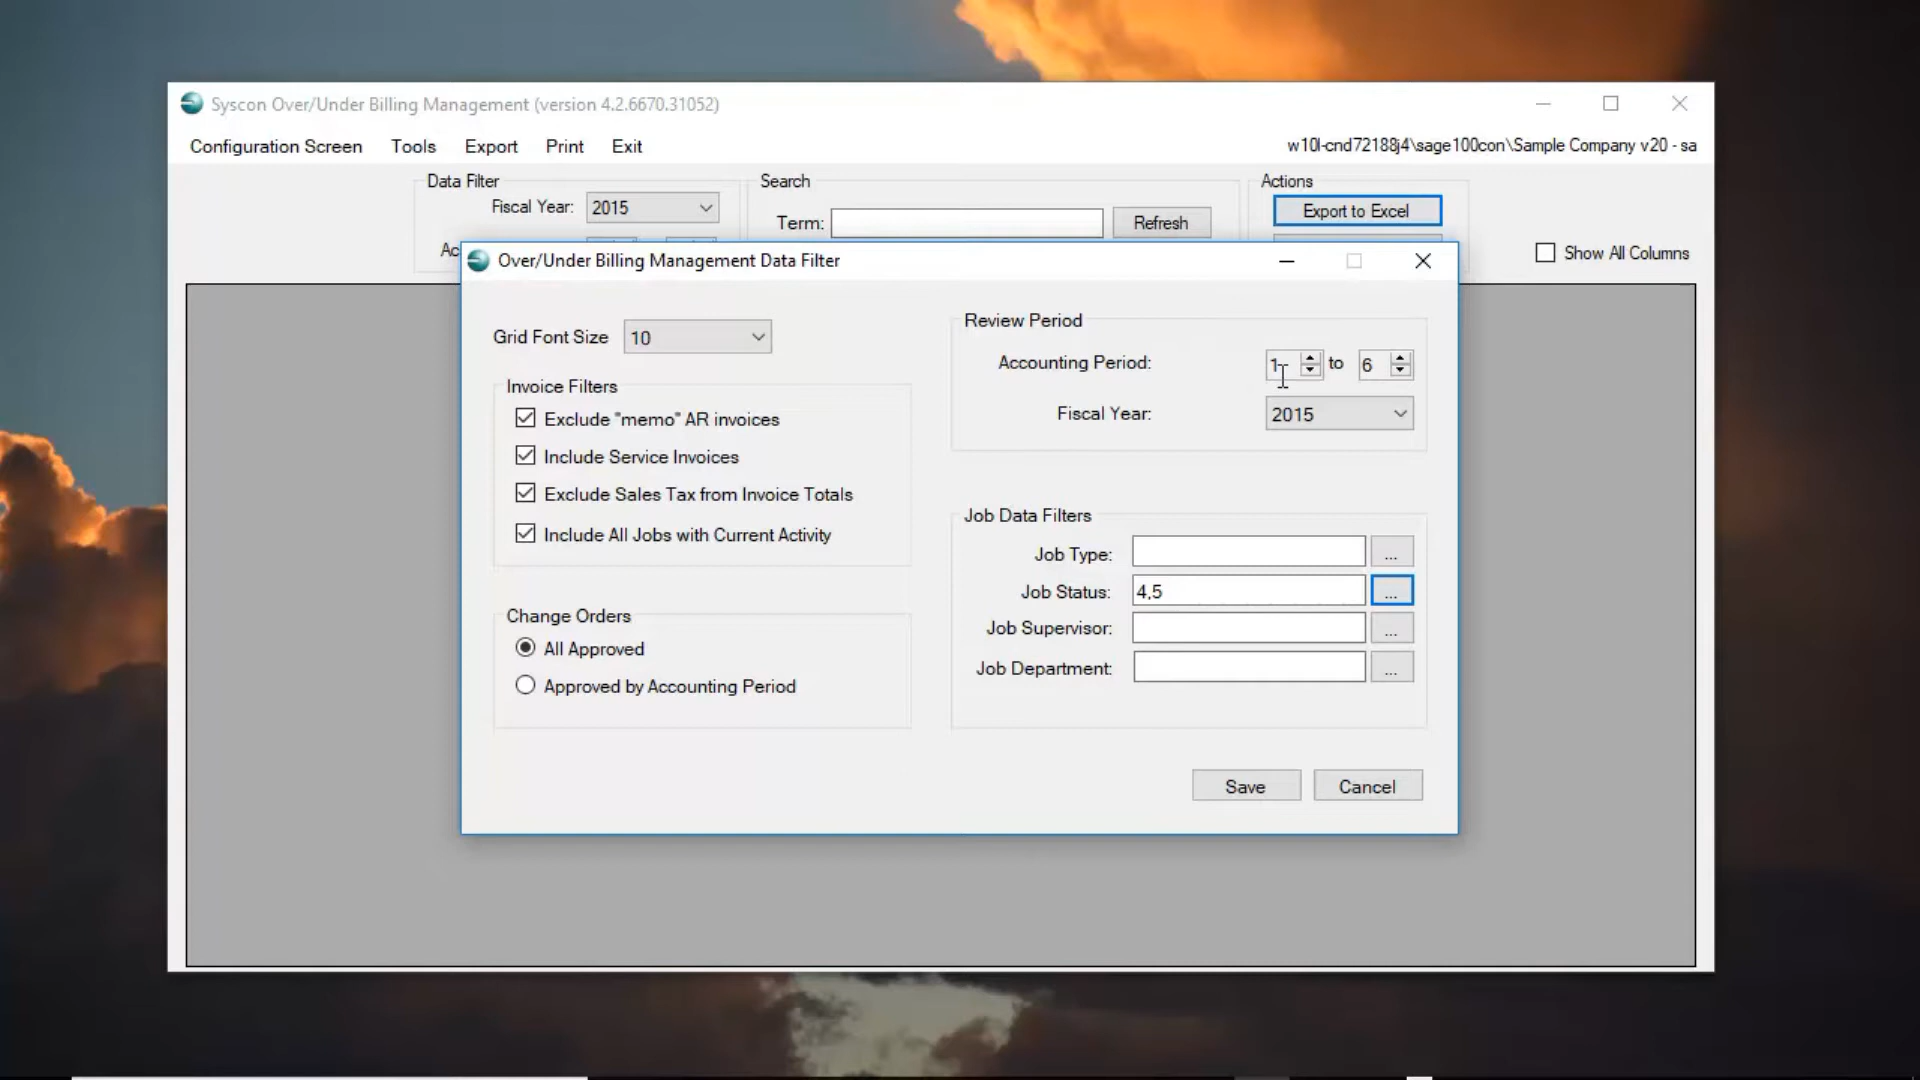 Syscon Over/Under Billing Management (version 4.2.6670.31052)
Configuration Screen Tools Export Print Exit
w10l-cnd72188j4\sage100con\Sample Company v20 - sa
Data Filter
Fiscal Year: 2015
Ac
Search
Term:
Refresh
Actions
Export to Excel
Show All Columns
Over/Under Billing Management Data Filter
Grid Font Size 10
Invoice Filters
Exclude "memo" AR invoices
Include Service Invoices
Exclude Sales Tax from Invoice Totals
Include All Jobs with Current Activity
Change Orders
All Approved
Approved by Accounting Period
Review Period
Accounting Period: 1 to 6
Fiscal Year: 2015
Job Data Filters
Job Type: ...
Job Status: 4,5 ...
Job Supervisor: ...
Job Department: ...
Save Cancel